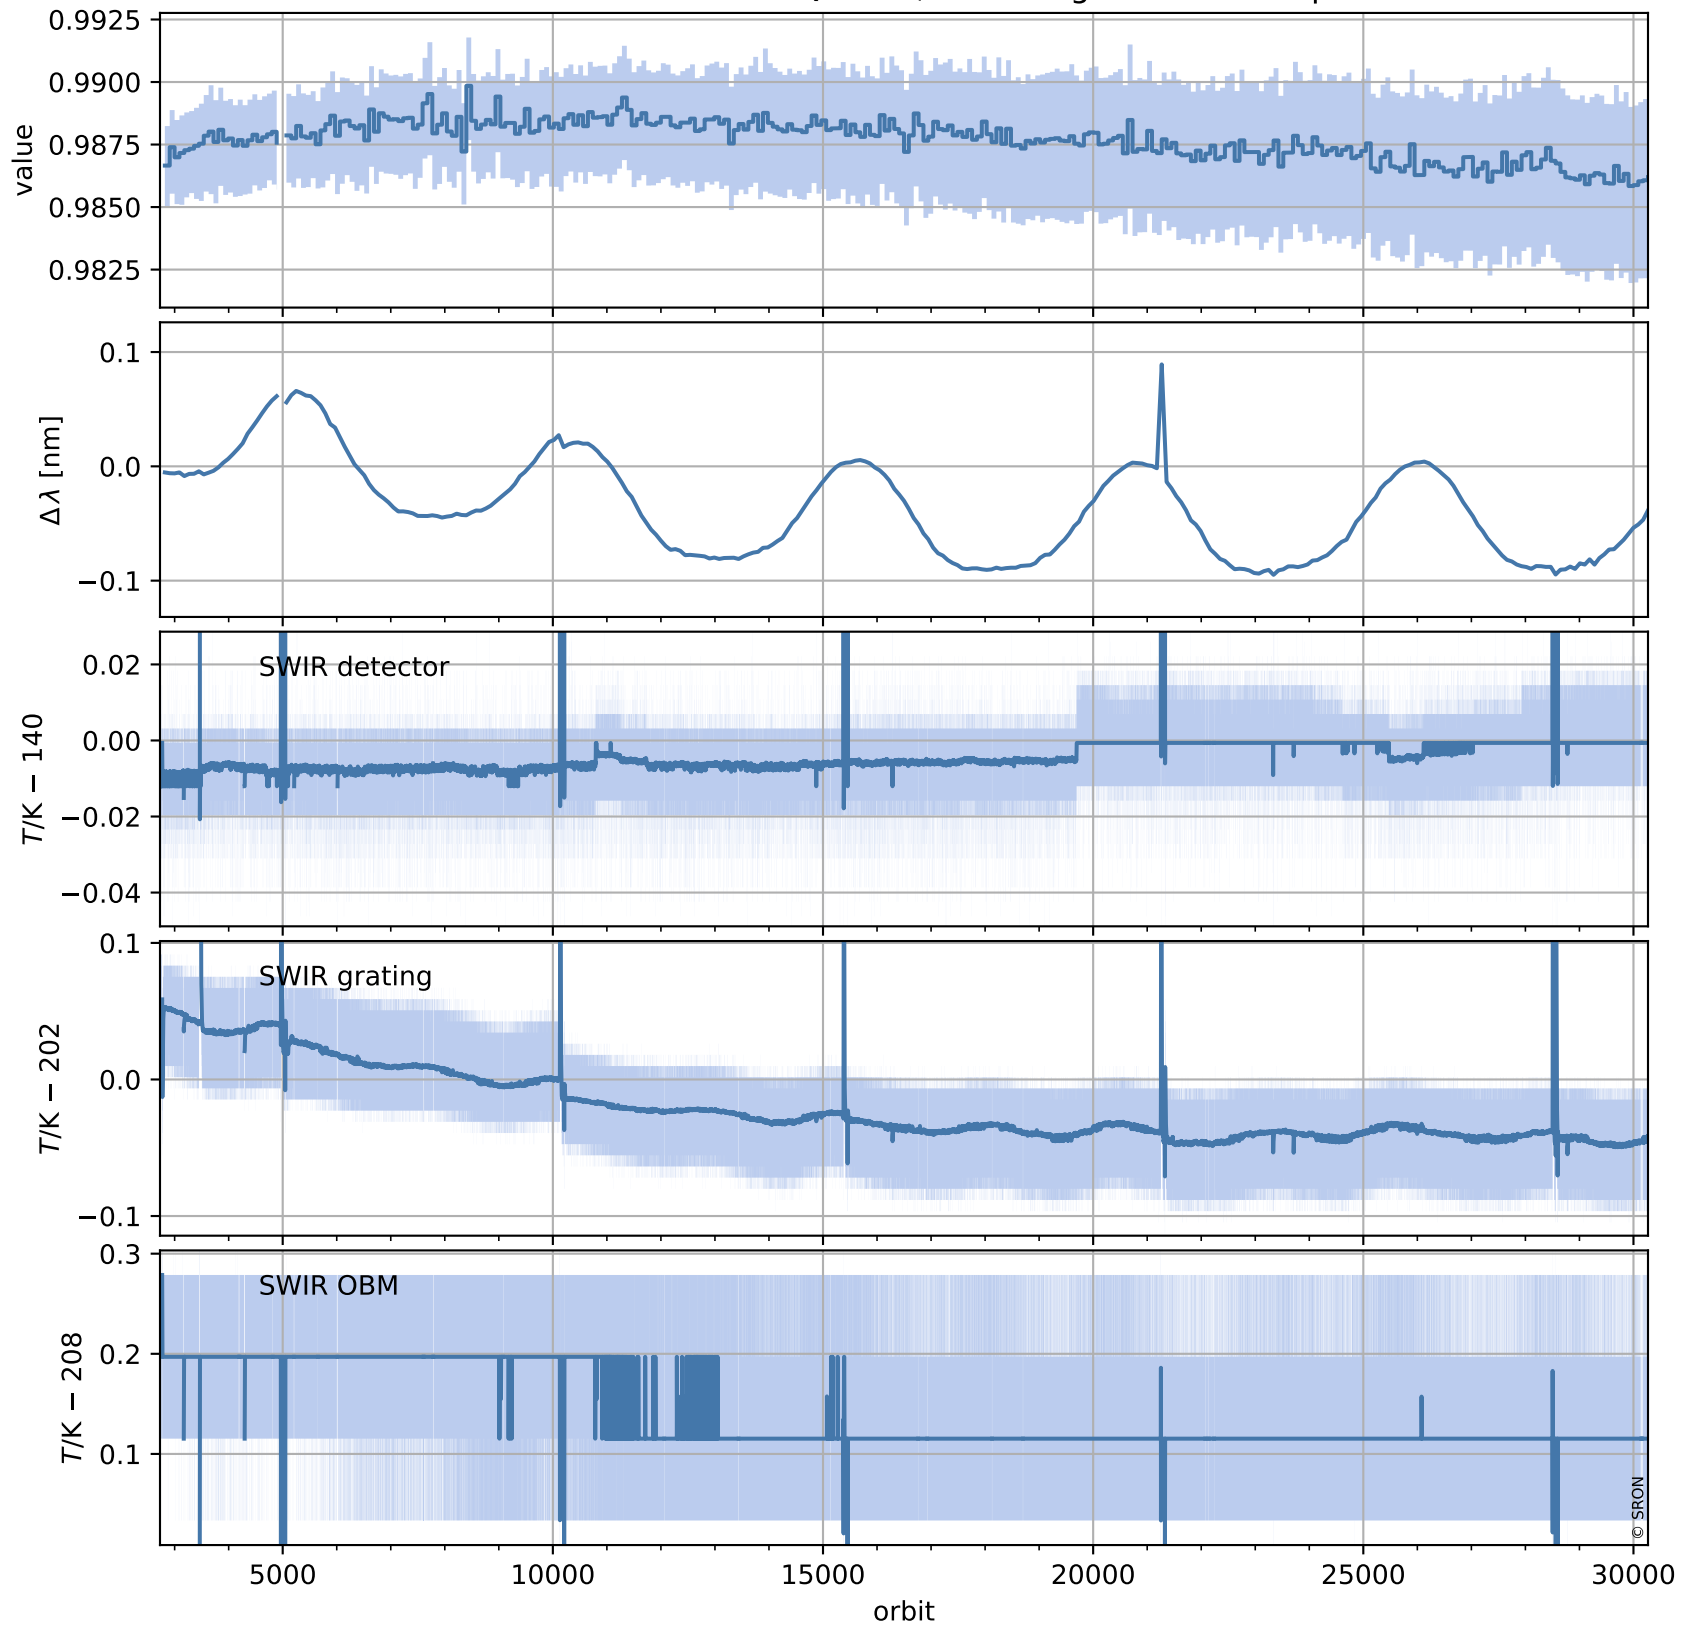 0.9925
0.9900
0.9875
0.9850
0.9825
value
0.1
0.0
−0.1
Δλ [nm]
SWIR detector
0.02
0.00
−0.02
−0.04
T/K − 140
SWIR grating
0.1
0.0
−0.1
T/K − 202
SWIR OBM
0.3
0.2
0.1
T/K − 208
© SRON
5000 10000 15000 20000 25000 30000
orbit